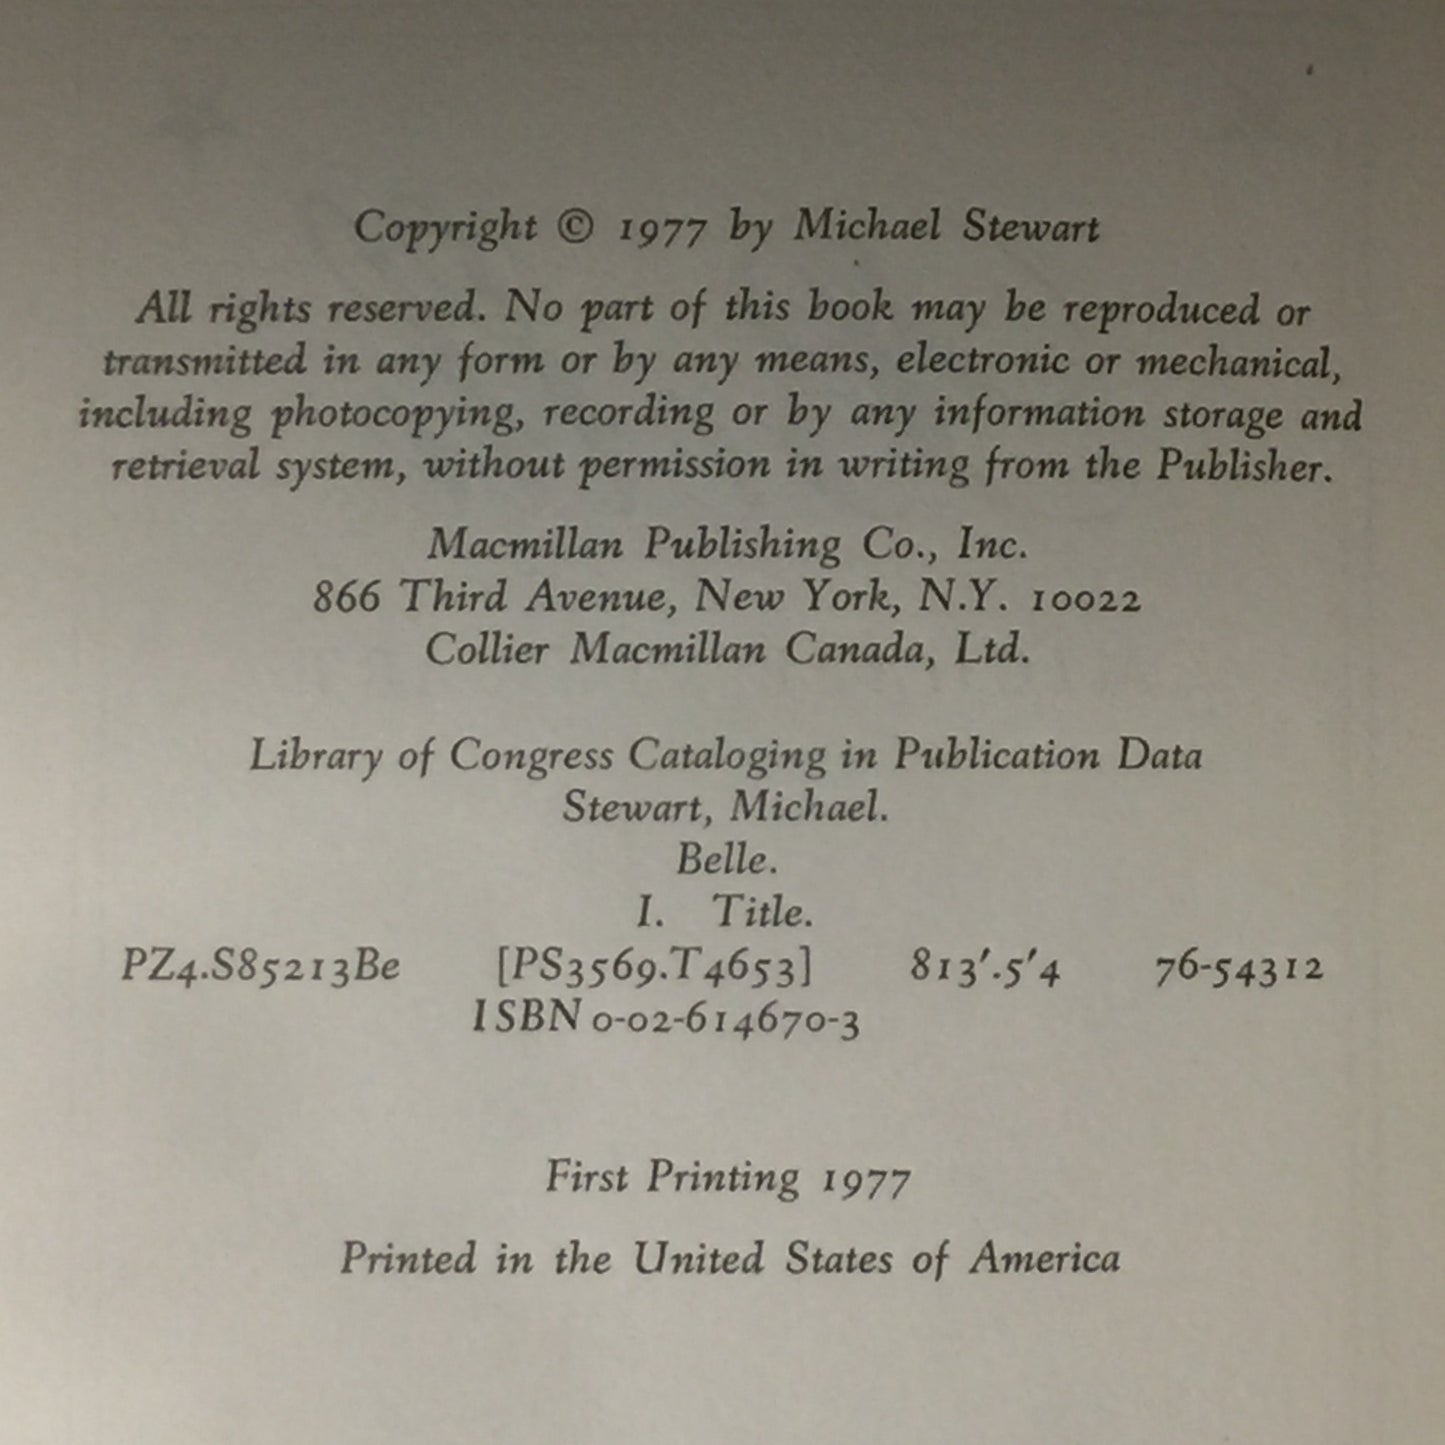 Copyright © 1977 by Michael Stewart
All rights reserved. No part of this book may be reproduced or
transmitted in any form or by any means, electronic or mechanical,
including photocopying, recording or by any information storage and
retrieval system, without permission in writing from the Publisher.
Macmillan Publishing Co., Inc.
866 Third Avenue, New York, N.Y. 10022
Collier Macmillan Canada, Ltd.
Library of Congress Cataloging in Publication Data
Stewart, Michael.
Belle.
I. Title.
PZ4.S85213Be [PS3569.T4653] 813'.5'4 76-54312
ISBN 0-02-614670-3
First Printing 1977
Printed in the United States of America